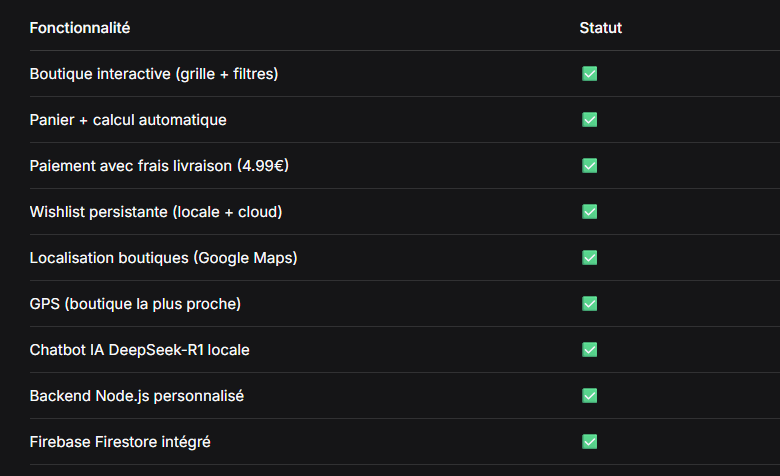 Fonctionnalité Statut
Boutique interactive (grille + filtres) ✅
Panier + calcul automatique ✅
Paiement avec frais livraison (4.99€) ✅
Wishlist persistante (locale + cloud) ✅
Localisation boutiques (Google Maps) ✅
GPS (boutique la plus proche) ✅
Chatbot IA DeepSeek-R1 locale ✅
Backend Node.js personnalisé ✅
Firebase Firestore intégré ✅